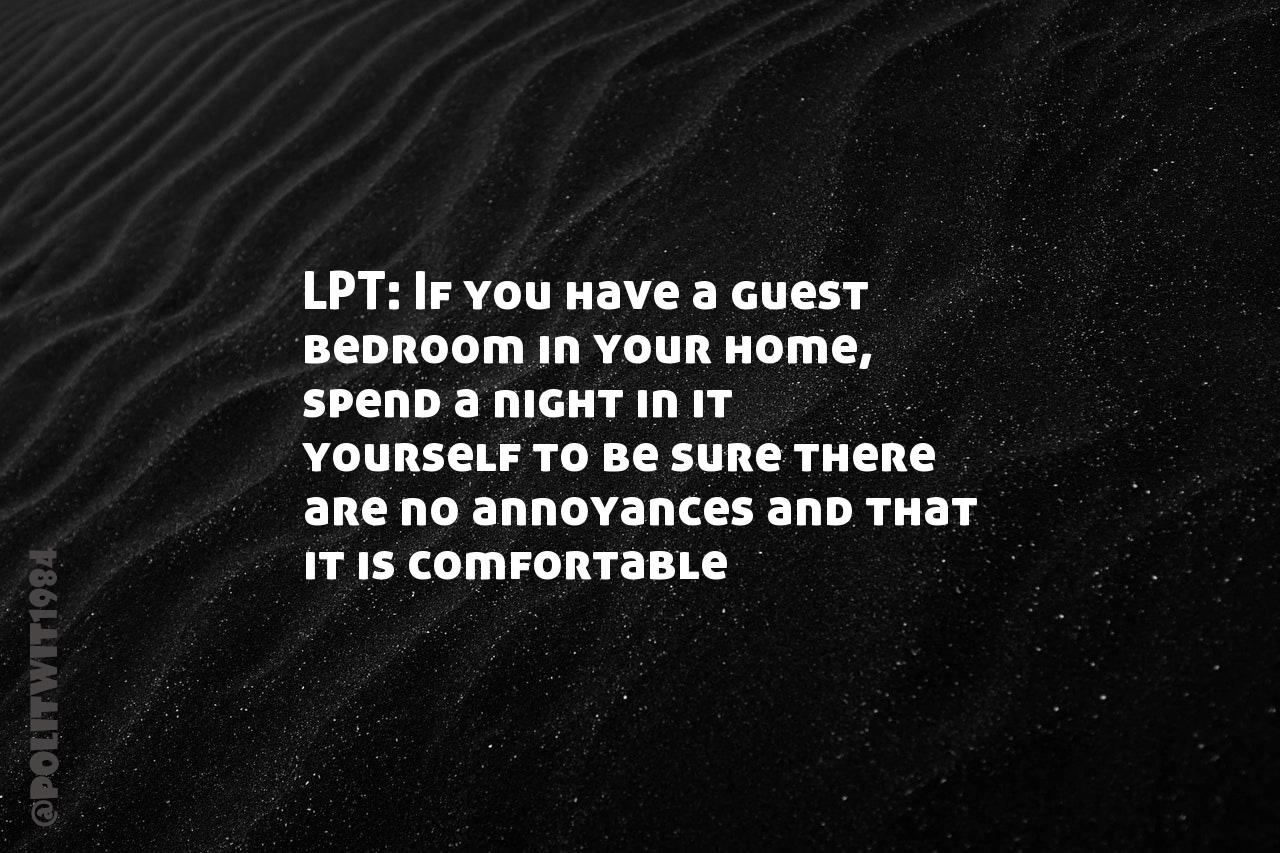 LPT: If you have a guest
bedroom in your home,
spend a night in it
yourself to be sure there
are no annoyances and that
it is comfortable
@politwit1984